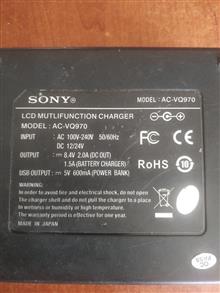 SONY® MODEL: AC-VQ970
LCD MUTLIFUNCTION CHARGER
MODEL: AC-VQ970
INPUT : AC 100V-240V 50/60Hz
DC 12/24V
OUTPUT : 8.4V 2.0A (DC OUT)
1.5A (BATTERY CHARGER)
USB OUTPUT: 5V 600mA (POWER BANK)
FC CE
RoHS 10
WARNING:
In order to avoid fire and electrical shock, do not open
The charger shell and do not put the charger in a place
In wetness or humidity or high temperature.
The warranty period is effective for one year.
MADE IN JAPAN
QC